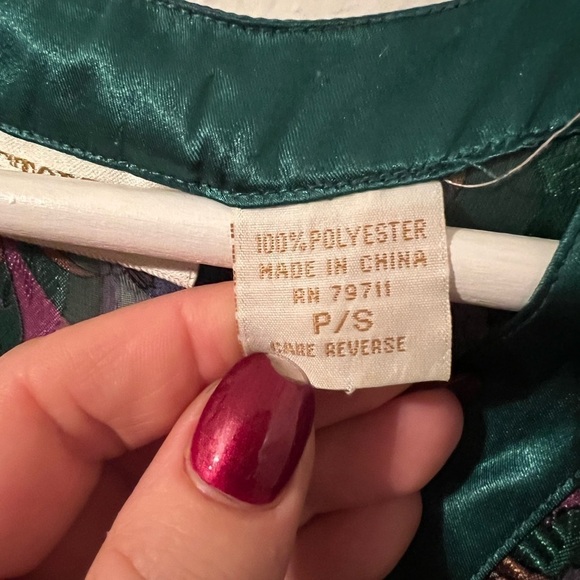 100% POLYESTER
MADE IN CHINA
RN 79711
P/S
CARE REVERSE